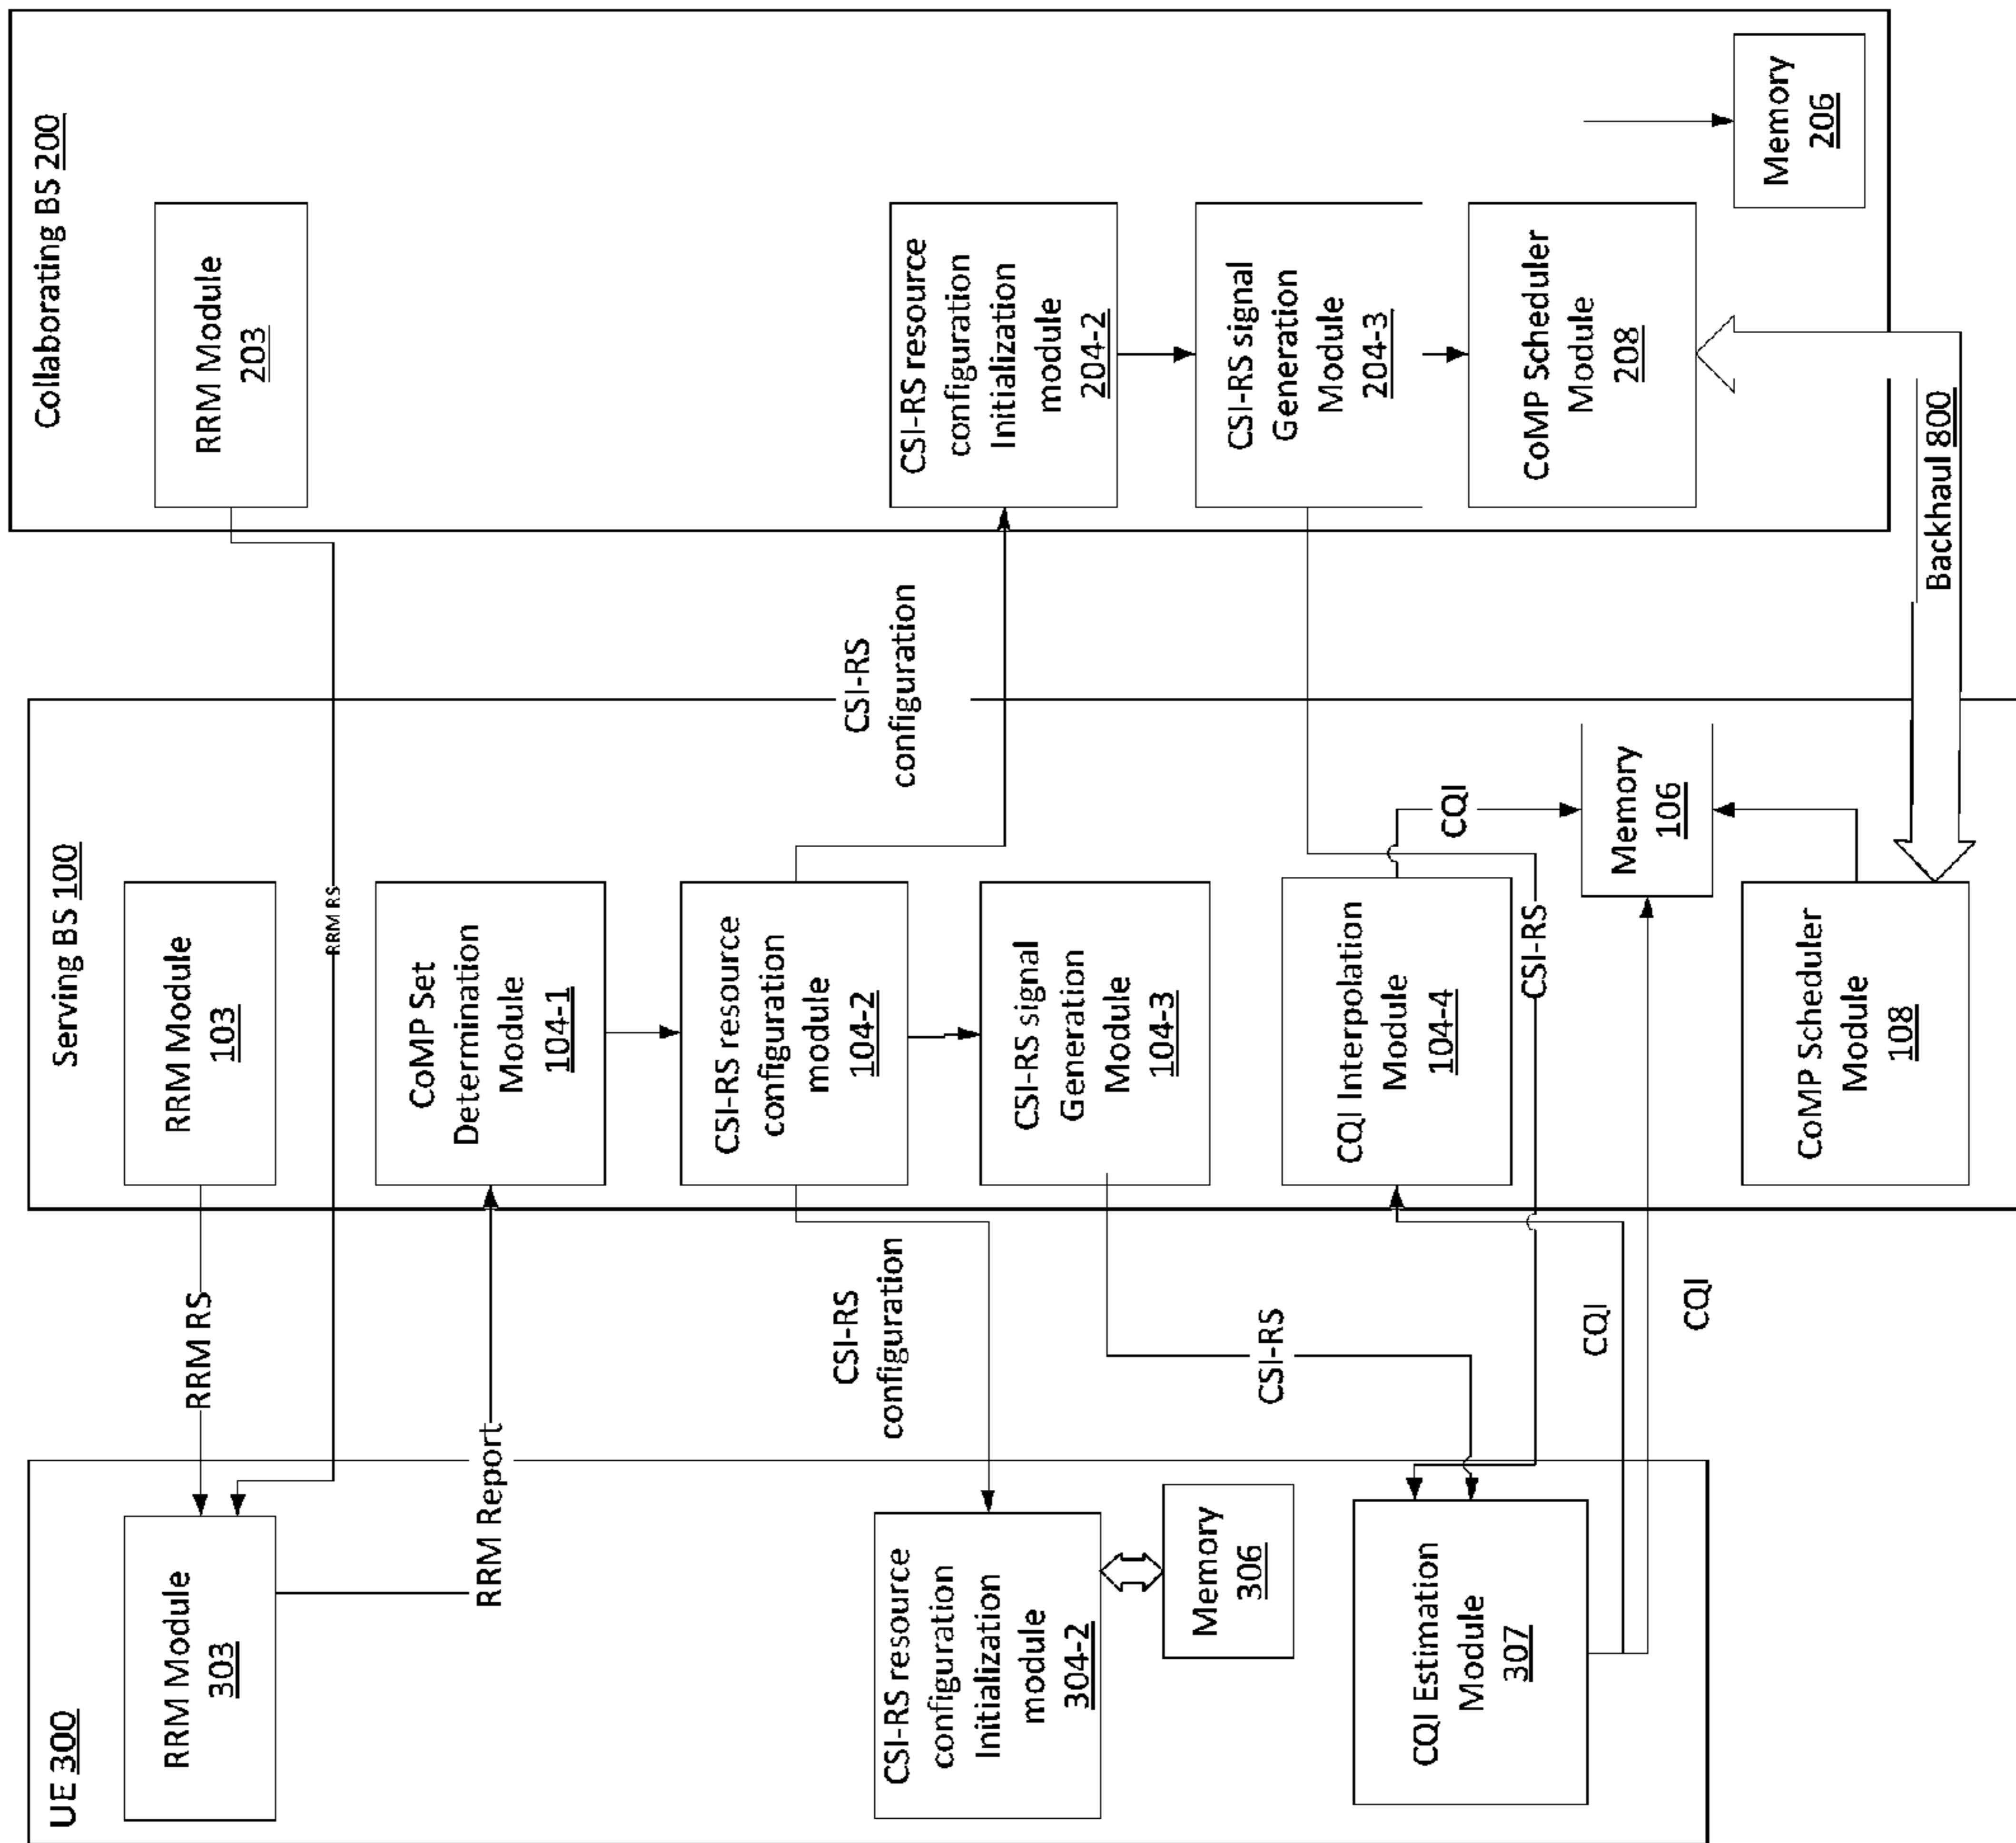 UE 300
RRM Module
303
CSI-RS resource
configuration
Initialization
module
304-2
Memory
306
CQI Estimation
Module
307
RRM RS
RRM RS
RRM Report
CSI-RS
configuration
CSI-RS
CSI-RS
CQI
CQI
Serving BS 100
RRM Module
103
CoMP Set
Determination
Module
104-1
CSI-RS resource
configuration
module
104-2
CSI-RS signal
Generation
Module
104-3
CQI Interpolation
Module
104-4
CQI
Memory
106
CoMP Scheduler
Module
108
CSI-RS
configuration
Backhaul 800
Collaborating BS 200
RRM Module
203
CSI-RS resource
configuration
Initialization
module
204-2
CSI-RS signal
Generation
Module
204-3
CoMP Scheduler
Module
208
Memory
206